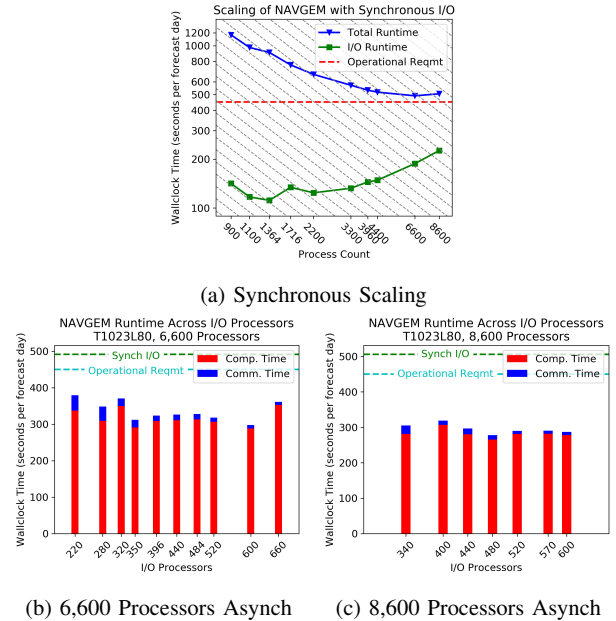 Scaling of NAVGEM with Synchronous I/O
Wallclock Time (seconds per forecast day)
1200
1000
800
600
500
400
300
200
100
Total Runtime
I/O Runtime
Operational Reqmt
900
1100
1364
1716
2200
3300
3960
4400
6600
8600
Process Count
(a) Synchronous Scaling
NAVGEM Runtime Across I/O Processors
T1023L80, 6,600 Processors
Wallclock Time (seconds per forecast day)
500
400
300
200
100
0
Synch I/O
Operational Reqmt
Comp. Time
Comm. Time
220
280
320
350
396
440
484
520
600
660
I/O Processors
(b) 6,600 Processors Asynch
NAVGEM Runtime Across I/O Processors
T1023L80, 8,600 Processors
Wallclock Time (seconds per forecast day)
500
400
300
200
100
0
Synch I/O
Operational Reqmt
Comp. Time
Comm. Time
340
400
440
480
520
570
600
I/O Processors
(c) 8,600 Processors Asynch